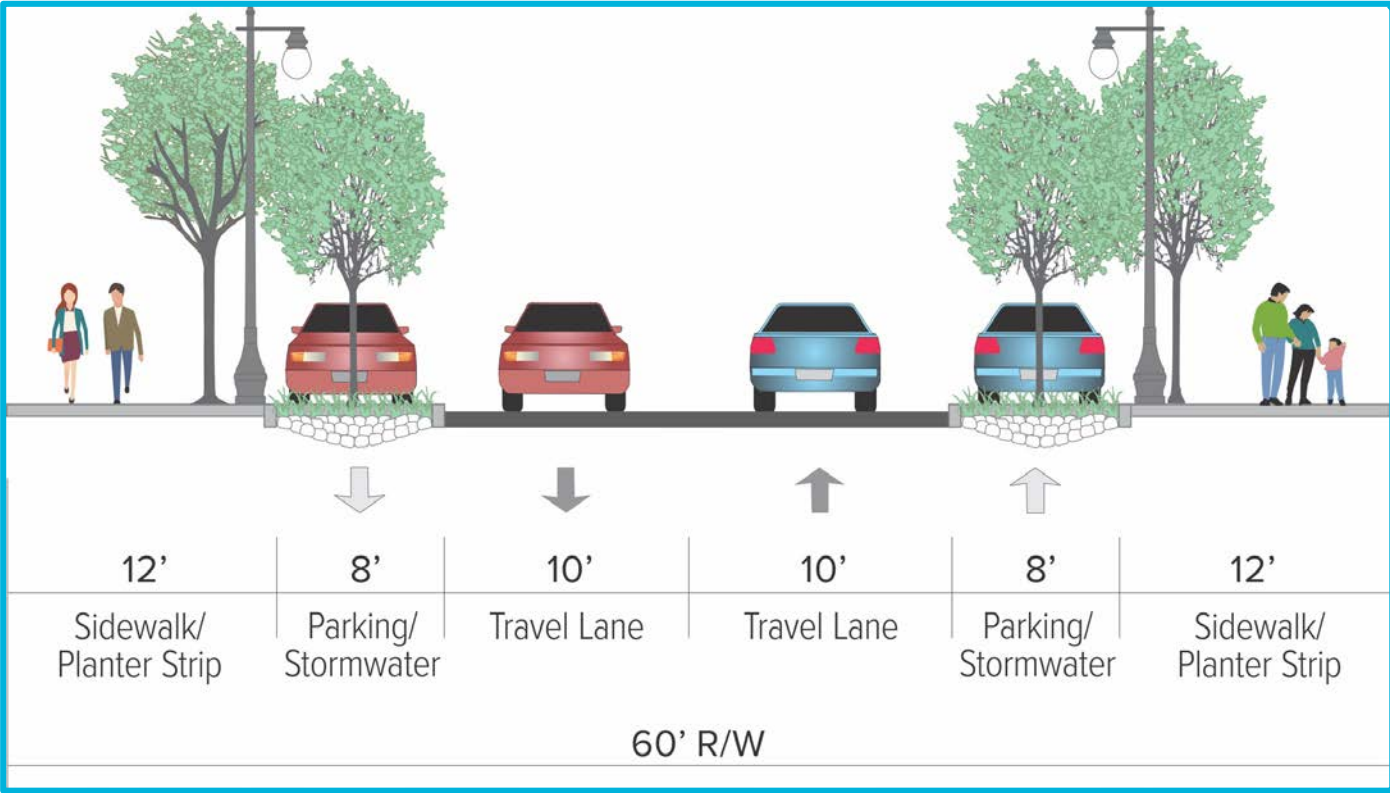 12’ 8’ 10’ 10’ 8’ 12’
Sidewalk/ Parking/ Travel Lane Travel Lane Parking/ Sidewalk/
Planter Strip Stormwater Stormwater Planter Strip
60’ R/W